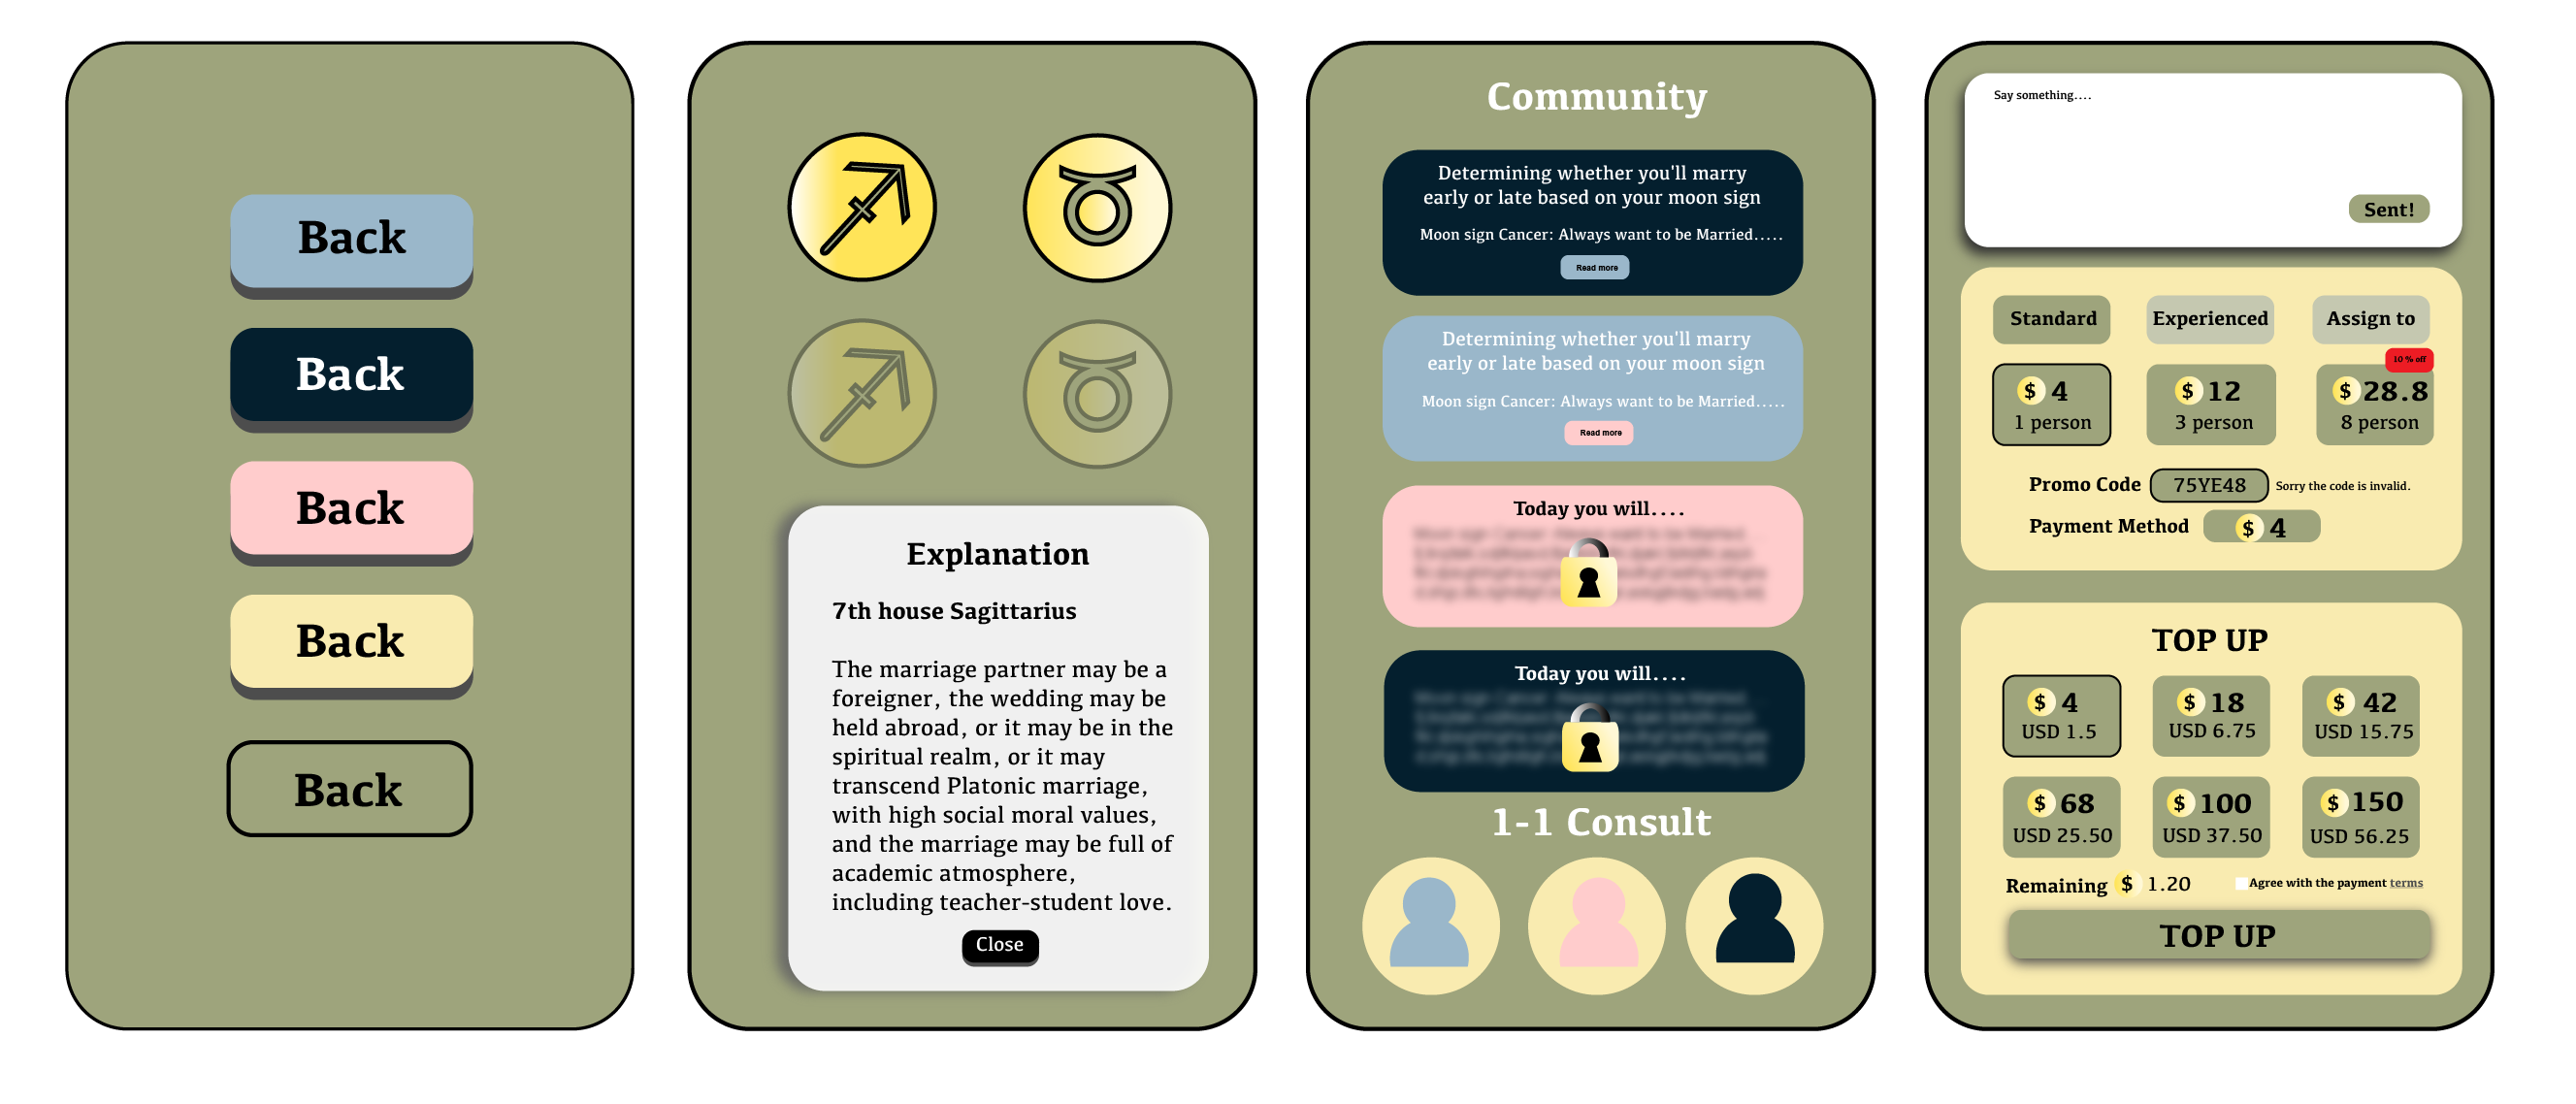 Back
Back
Back
Back
Back
Explanation
7th house Sagittarius
The marriage partner may be a
foreigner, the wedding may be
held abroad, or it may be in the
spiritual realm, or it may
transcend Platonic marriage,
with high social moral values,
and the marriage may be full of
academic atmosphere,
including teacher-student love.
Close
Community
Determining whether you'll marry
early or late based on your moon sign
Moon sign Cancer: Always want to be Married.....
Read more
Determining whether you'll marry
early or late based on your moon sign
Moon sign Cancer: Always want to be Married.....
Read more
Today you will....
Today you will....
1-1 Consult
Say something....
Sent!
Standard Experienced Assign to
10 % off
$ 4 $ 12 $ 28.8
1 person 3 person 8 person
Promo Code 75YE48 Sorry the code is invalid.
Payment Method $ 4
TOP UP
$ 4 $ 18 $ 42
USD 1.5 USD 6.75 USD 15.75
$ 68 $ 100 $ 150
USD 25.50 USD 37.50 USD 56.25
Remaining $ 1.20 Agree with the payment terms
TOP UP